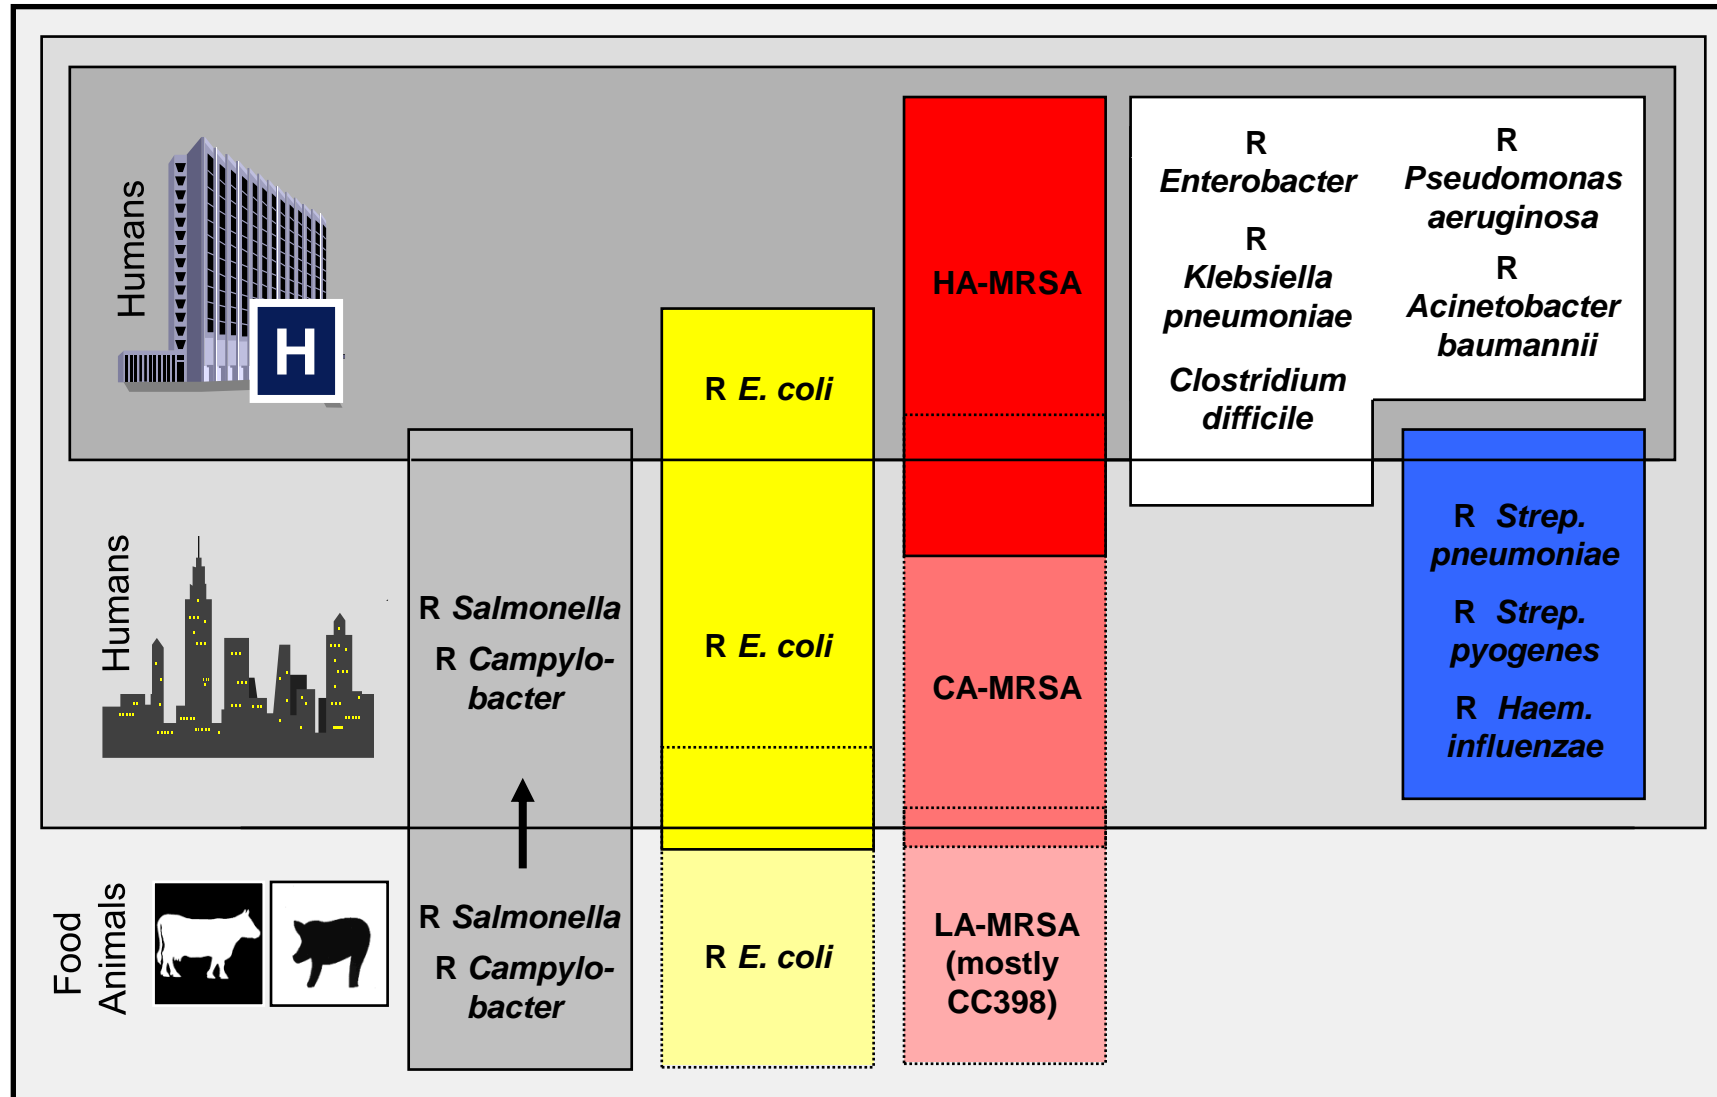 Humans
H
HA-MRSA
R
Enterobacter
R
Klebsiella
pneumoniae
Clostridium
difficile
R
Pseudomonas
aeruginosa
R
Acinetobacter
baumannii
R E. coli
Humans
R Salmonella
R Campylo-
bacter
R E. coli
CA-MRSA
R Strep.
pneumoniae
R Strep.
pyogenes
R Haem.
influenzae
Food
Animals
R Salmonella
R Campylo-
bacter
R E. coli
LA-MRSA
(mostly
CC398)